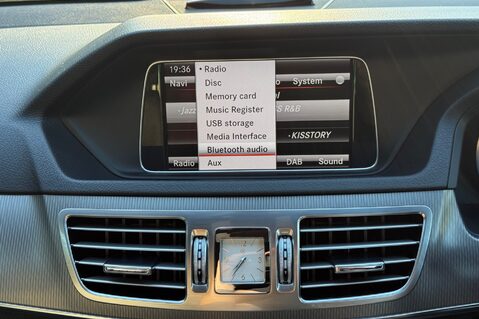 19:36
• Radio
Navi
Disc
System
Memory card
Music Register
USB storage
Media Interface
• KISSTORY
Bluetooth audio
Radio
Aux
DAB
Sound